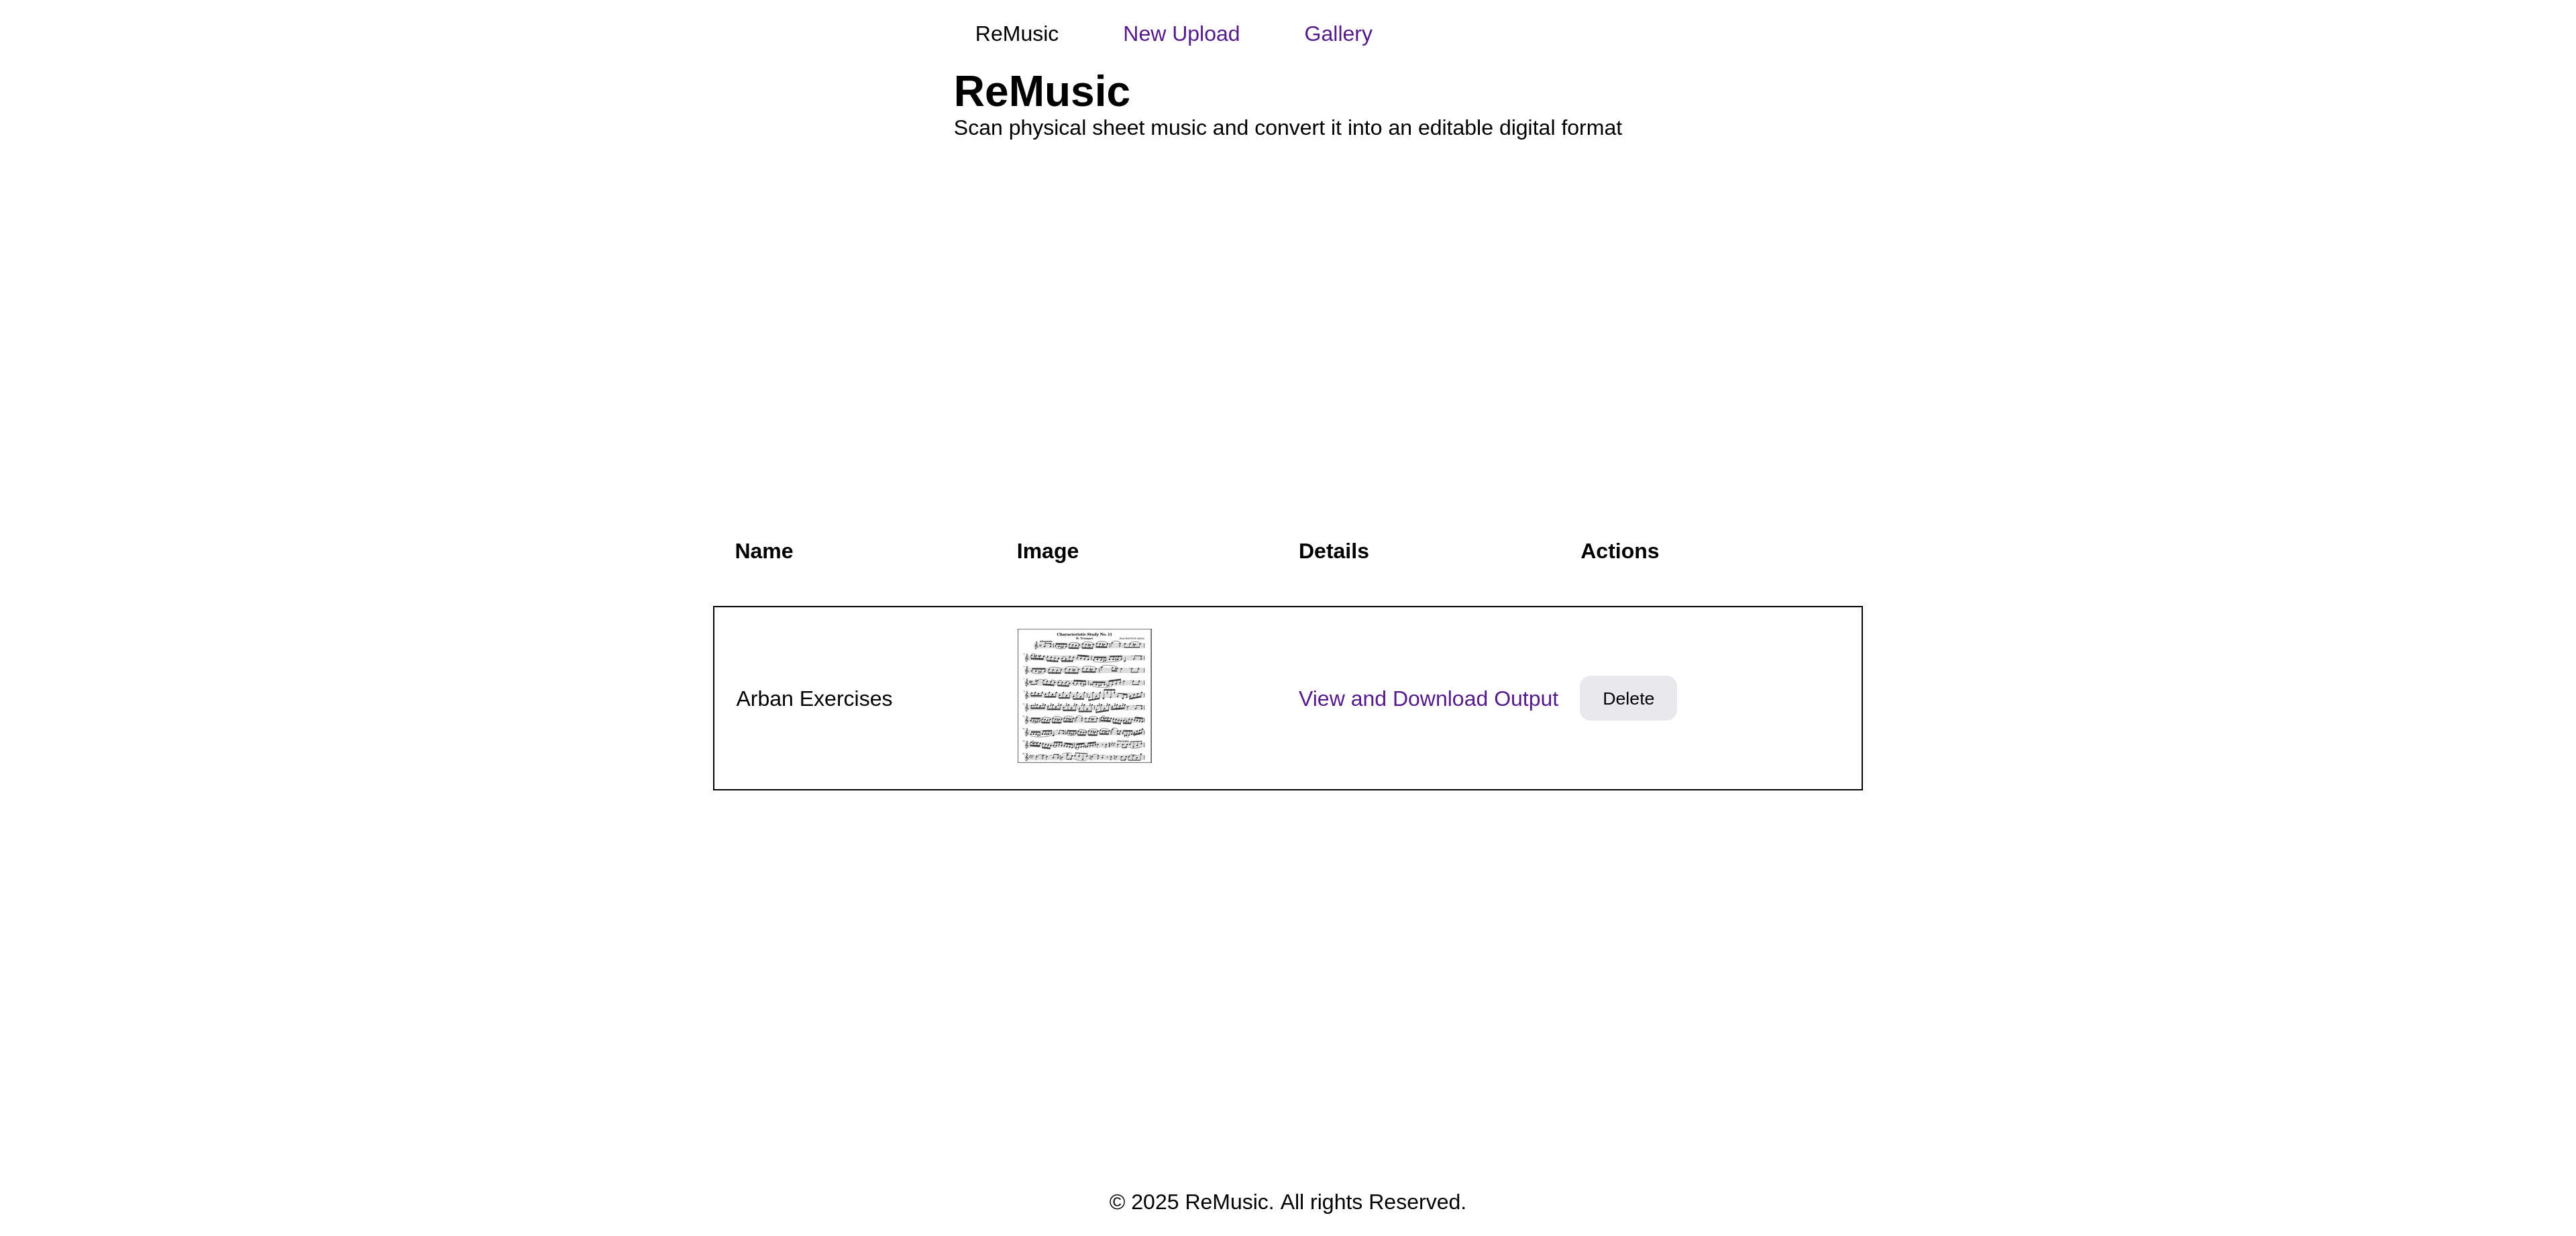 ReMusic New Upload Gallery
ReMusic
Scan physical sheet music and convert it into an editable digital format
Name Image Details Actions
Characteristic Study No. 11
Arban Exercises View and Download Output Delete
© 2025 ReMusic. All rights Reserved.